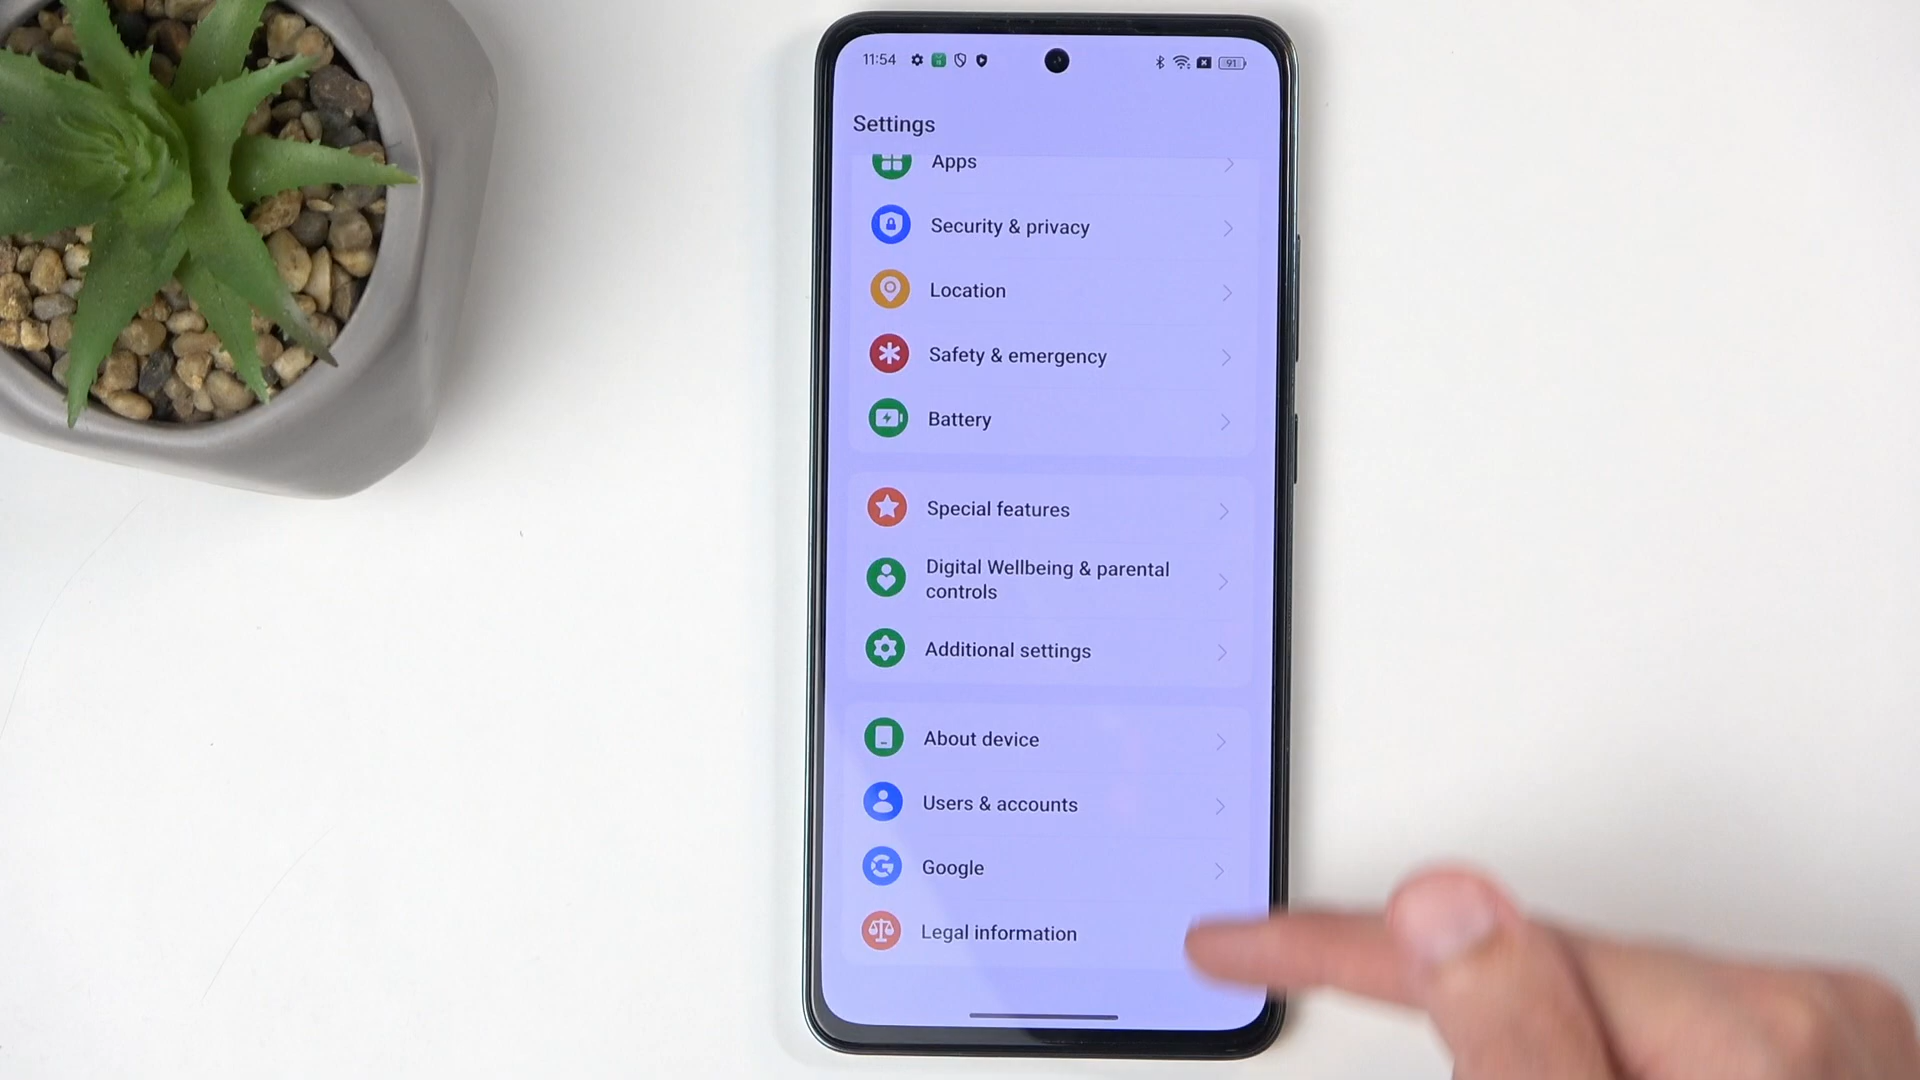 11:54
91
Settings
Apps
Security & privacy
Location
Safety & emergency
Battery
Special features
Digital Wellbeing & parental
controls
Additional settings
About device
Users & accounts
Google
Legal information